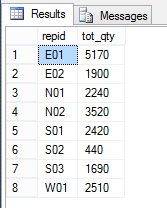 Results Messages
repid tot_qty
1 E01 5170
2 E02 1900
3 N01 2240
4 N02 3520
5 S01 2420
6 S02 440
7 S03 1690
8 W01 2510